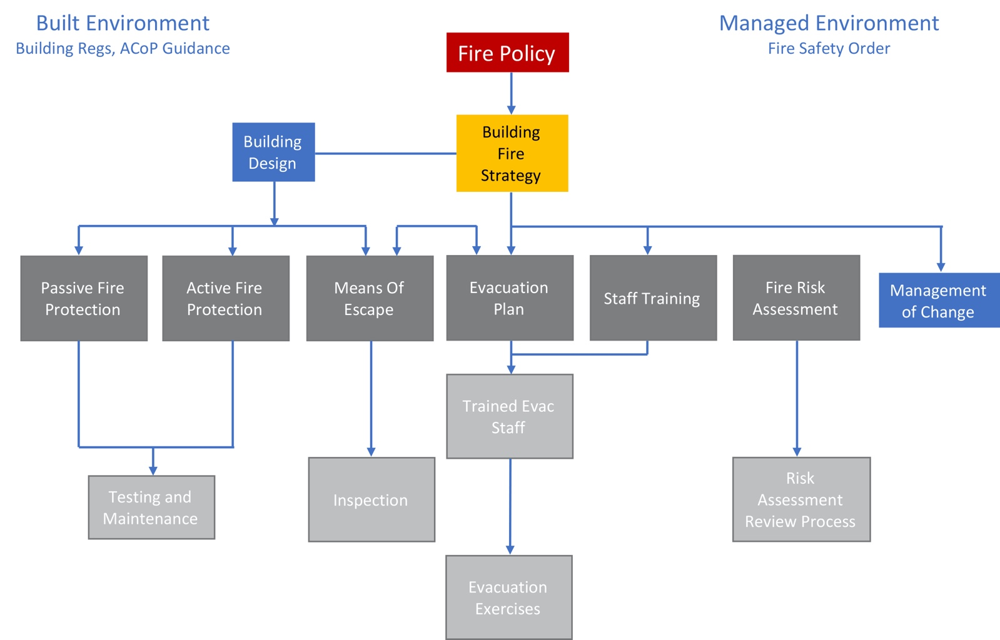 Built Environment
Building Regs, ACoP Guidance
Managed Environment
Fire Safety Order
Fire Policy
Building
Design
Building
Fire
Strategy
Passive Fire
Protection
Active Fire
Protection
Means Of
Escape
Evacuation
Plan
Staff Training
Fire Risk
Assessment
Management
of Change
Trained Evac
Staff
Testing and
Maintenance
Inspection
Risk
Assessment
Review Process
Evacuation
Exercises